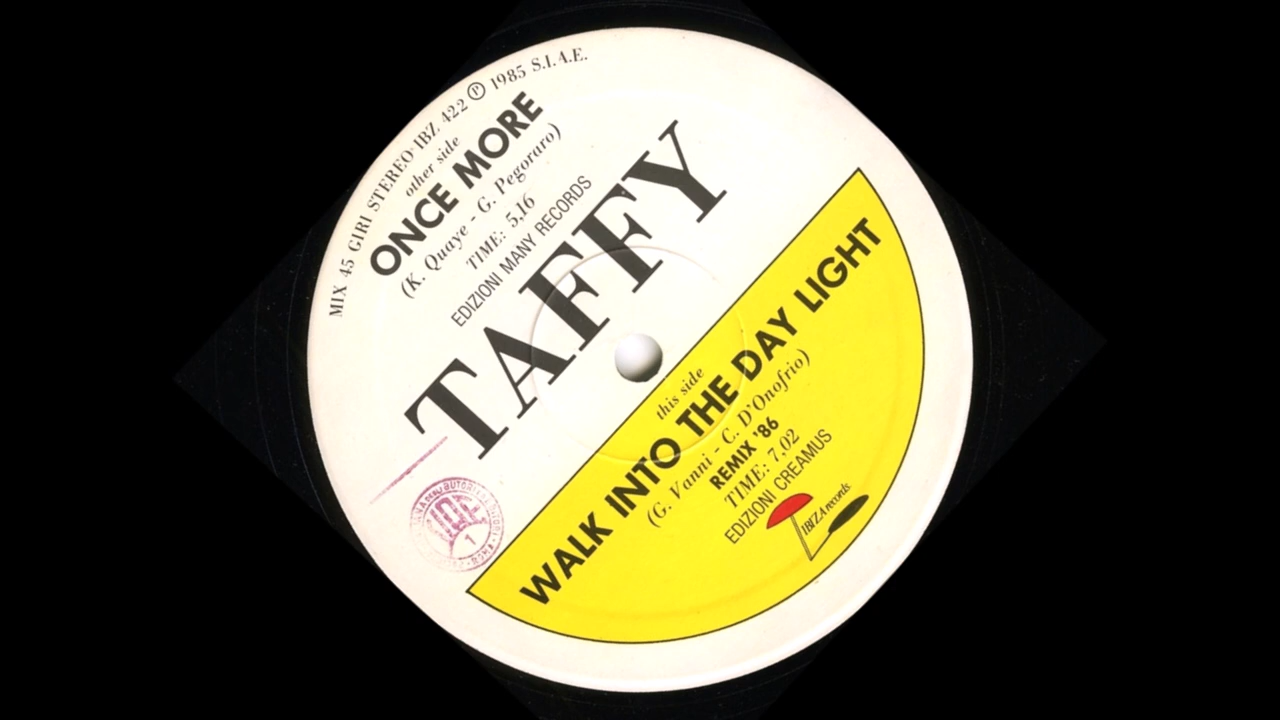 MIX 45 GIRI STEREO IBZ 422 ℗ 1985 S.I.A.E.
other side
ONCE MORE
(K. Quaye - G. Pegoraro)
TIME: 5,16
EDIZIONI MANY RECORDS
TAFFY
this side
WALK INTO THE DAY LIGHT
(G. Vanni - C. D'Onofrio)
REMIX '86
TIME: 7,02
EDIZIONI CREAMUS
IBIZA records